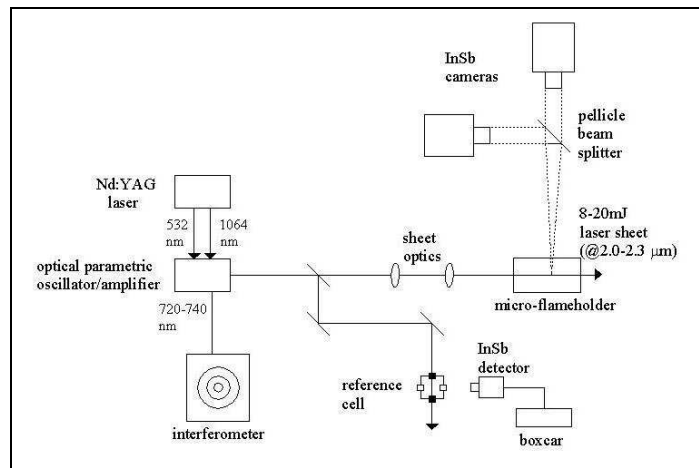 InSb
cameras
pellicle
beam
splitter
Nd:YAG
laser
532
nm
1064
nm
8-20mJ
laser sheet
(@2.0-2.3 μm)
sheet
optics
optical parametric
oscillator/amplifier
micro-flameholder
720-740
nm
InSb
detector
reference
cell
interferometer
boxcar